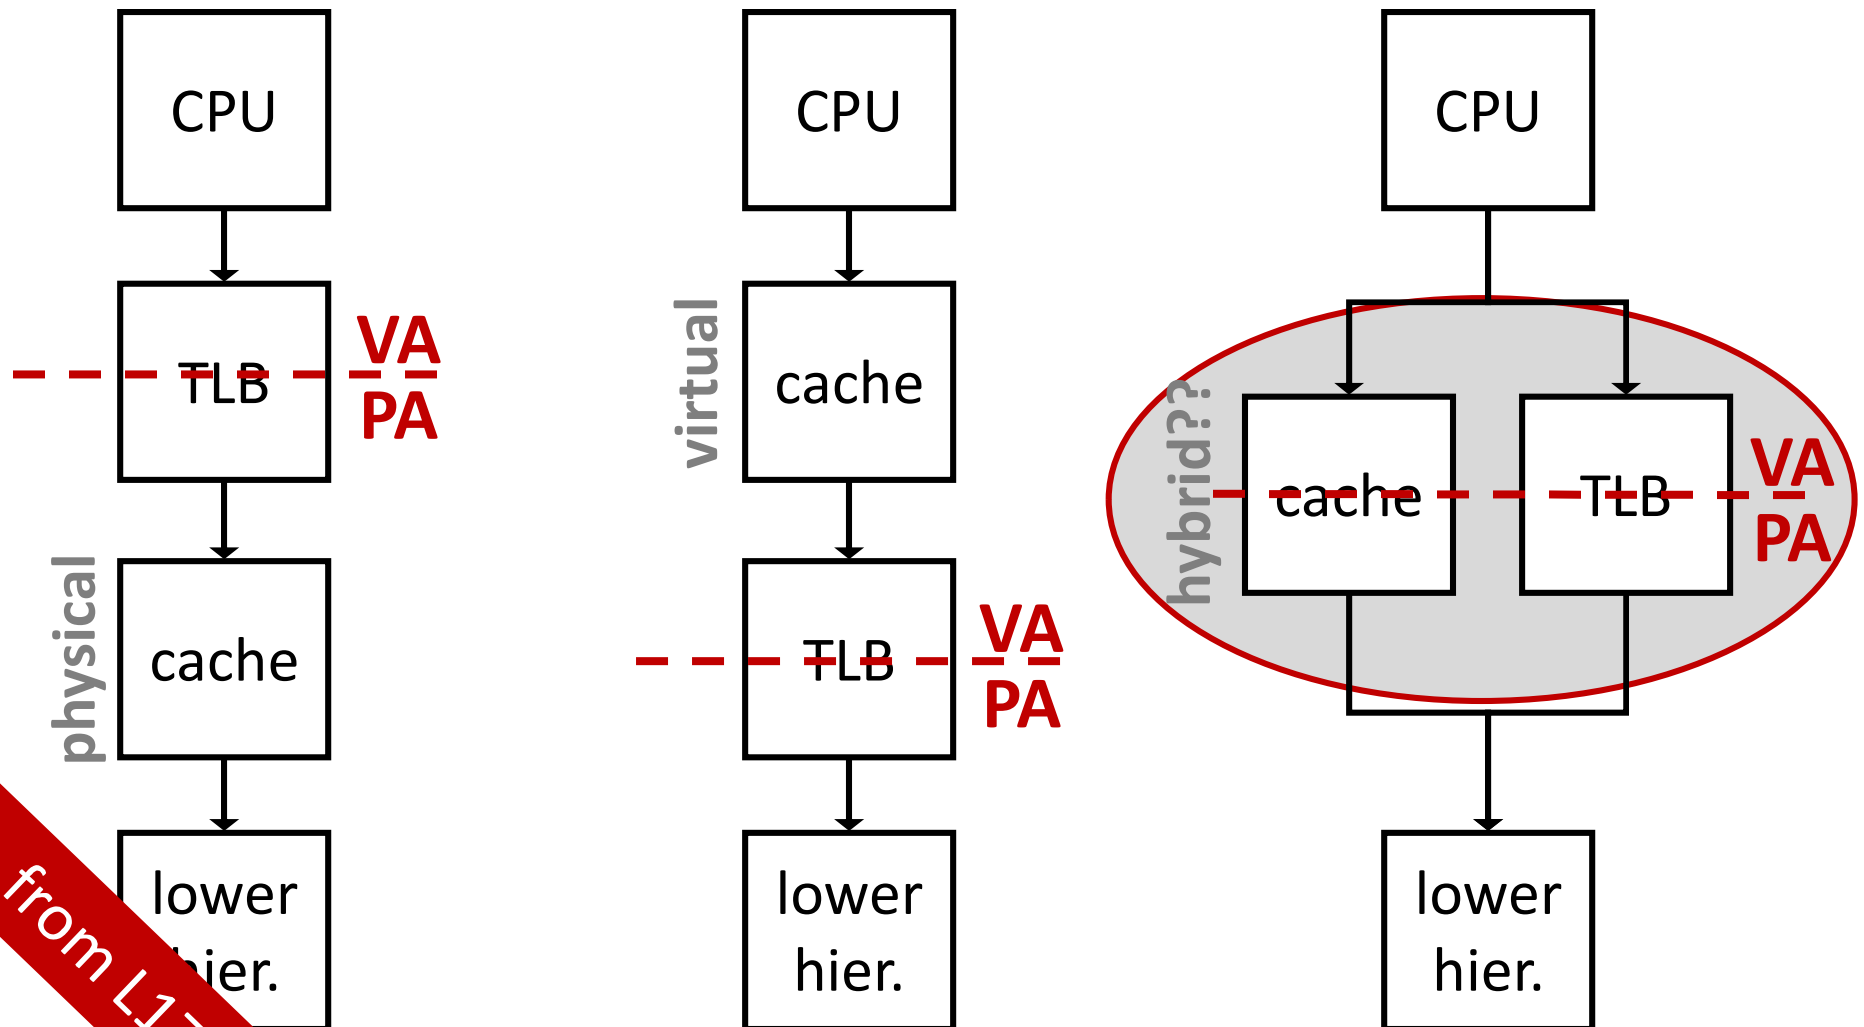 CPU
TLB
VA
PA
physical
cache
lower
hier.
from
CPU
virtual
cache
TLB
VA
PA
lower
hier.
CPU
hybrid??
cache
TLB
VA
PA
lower
hier.